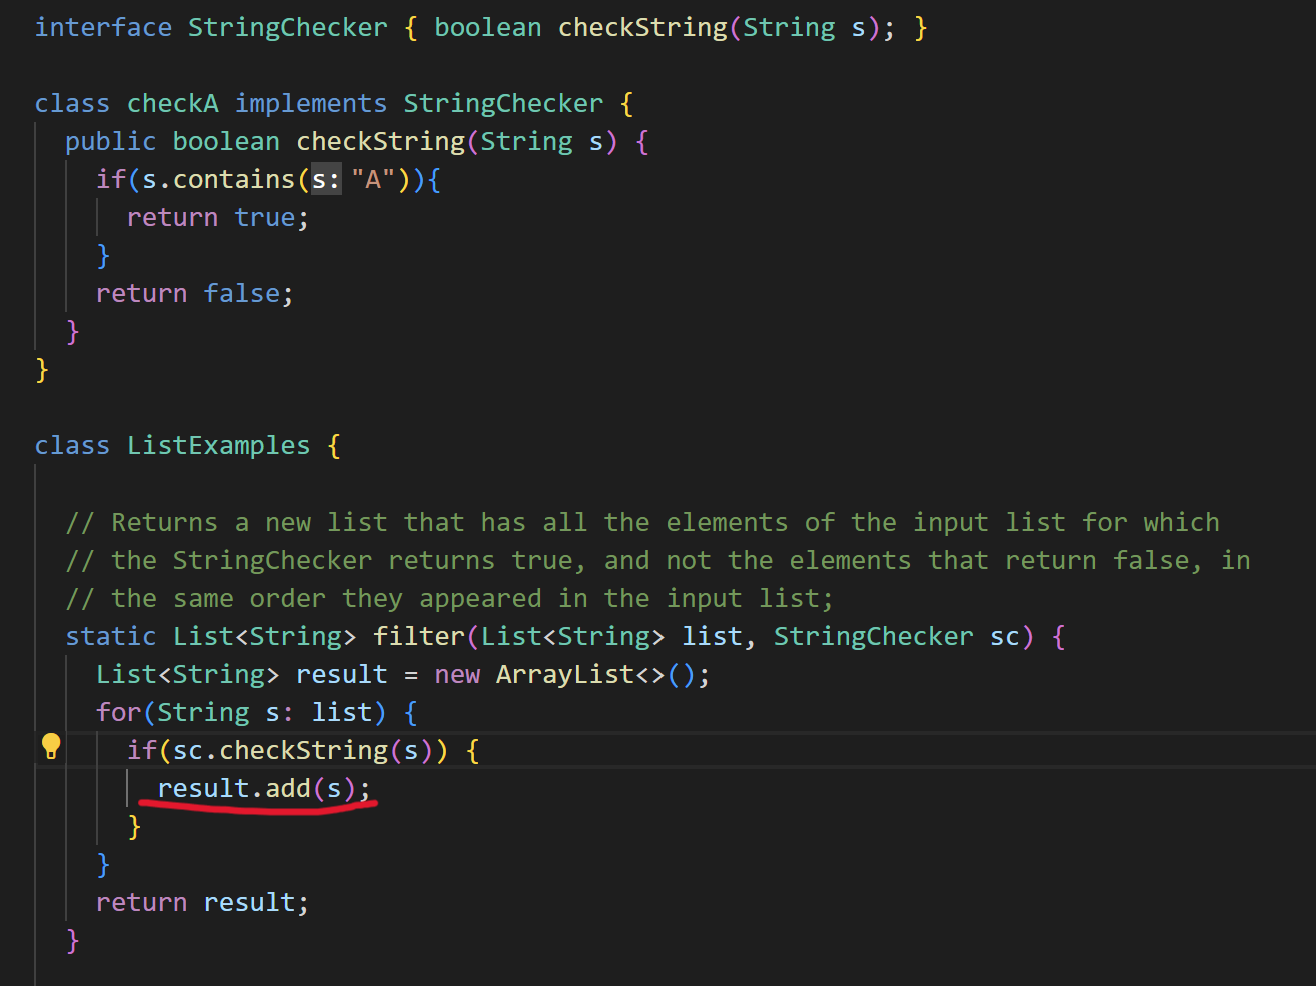 interface StringChecker { boolean checkString(String s); }
class checkA implements StringChecker {
public boolean checkString(String s) {
if(s.contains(s: "A")){
return true;
}
return false;
}
}
class ListExamples {
// Returns a new list that has all the elements of the input list for which
// the StringChecker returns true, and not the elements that return false, in
// the same order they appeared in the input list;
static List<String> filter(List<String> list, StringChecker sc) {
List<String> result = new ArrayList<>();
for(String s: list) {
if(sc.checkString(s)) {
result.add(s);
}
}
return result;
}